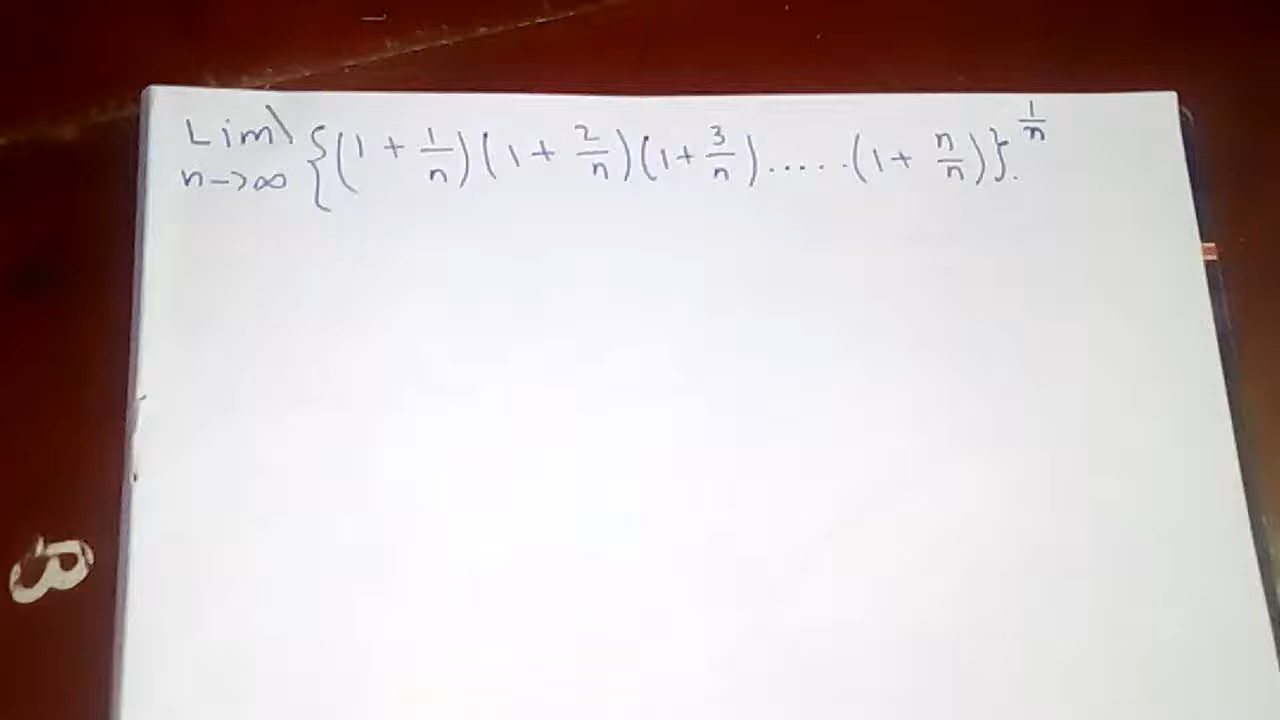 Lim {(1 + 1/n)(1 + 2/n)(1 + 3/n).....(1 + n/n)}^1/n.
n->∞
B